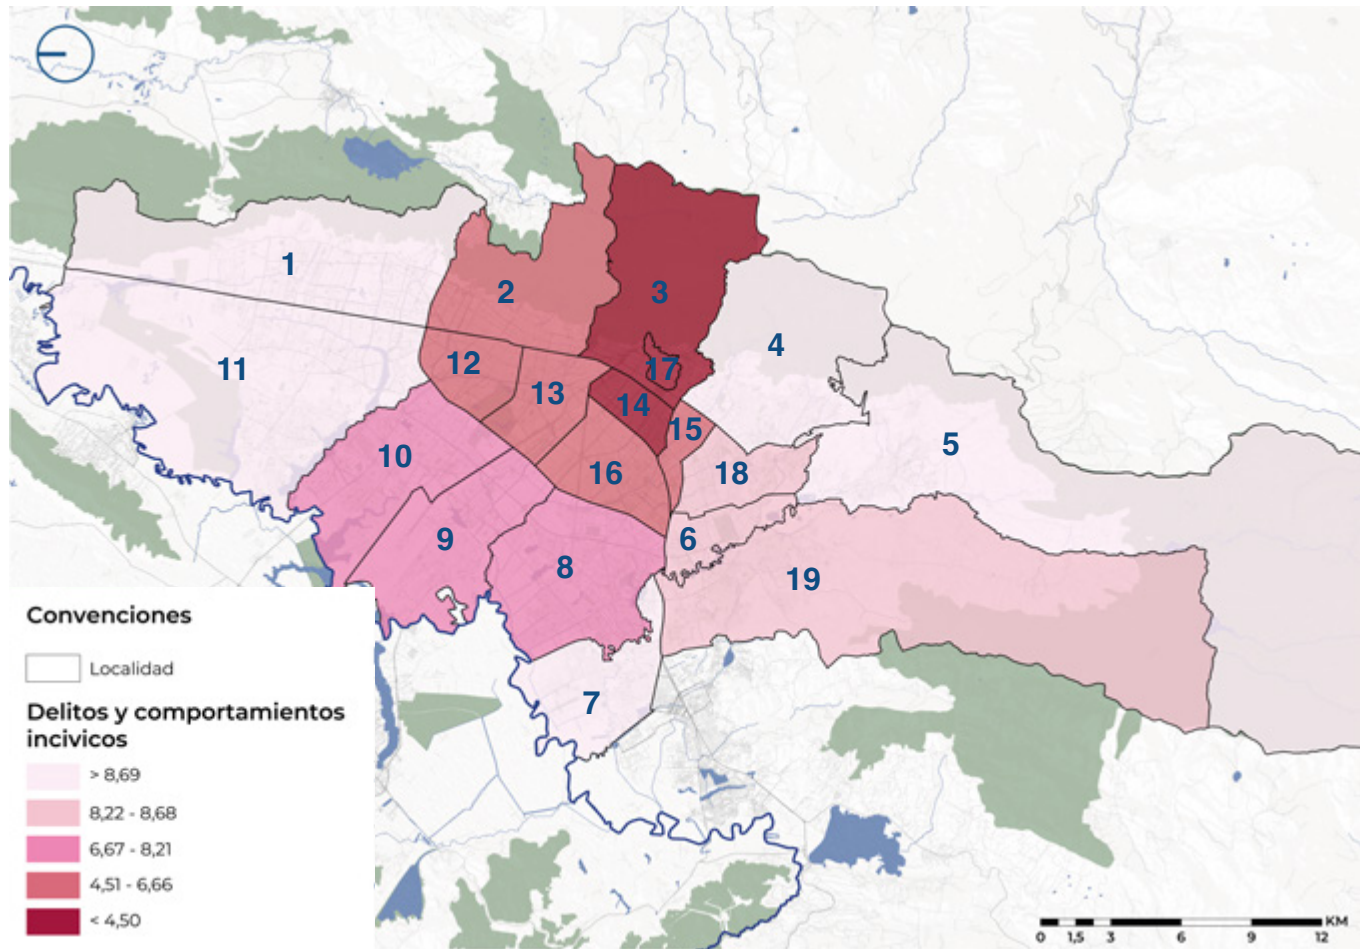 1
2
3
4
17
11
12
13
14
15
5
10
16
18
9
6
8
19
7
Convenciones
Localidad
Delitos y comportamientos
incivicos
> 8,69
8,22 - 8,68
6,67 - 8,21
4,51 - 6,66
< 4,50
KM
0 1,5 3 6 9 12